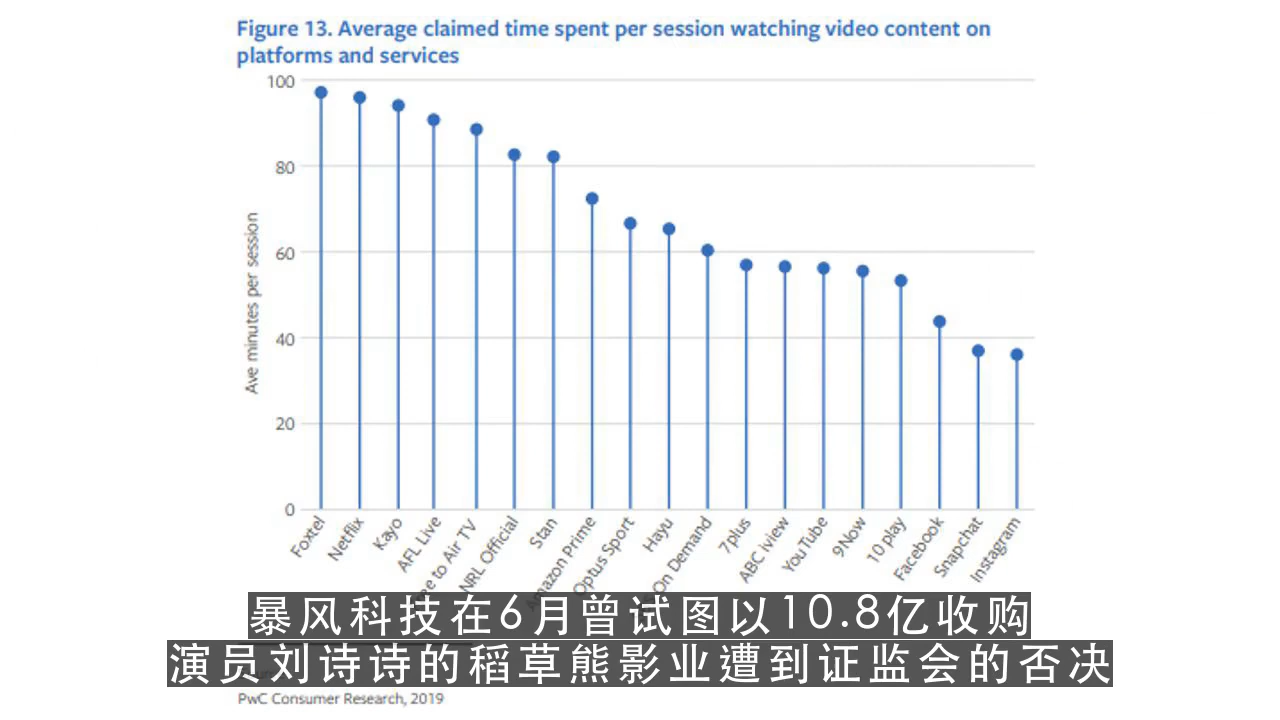 Figure 13. Average claimed time spent per session watching video content on
platforms and services
100
80
60
40
20
0
Ave minutes per session
Foxtel
Netflix
Kayo
AFL Live
to Air TV
NRL Official
Stan
Amazon Prime
Optus Sport
Hayu
On Demand
7plus
ABC iview
YouTube
9Now
10 play
Facebook
Snapchat
Instagram
暴风科技在6月曾试图以10.8亿收购
演员刘诗诗的稻草熊影业遭到证监会的否决
PwC Consumer Research, 2019